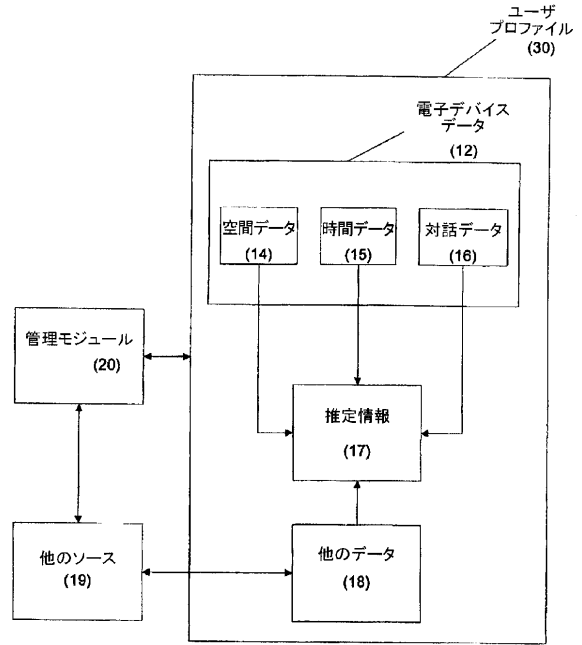 ユーザ
プロファイル
(30)
電子デバイス
データ
(12)
空間データ
(14)
時間データ
(15)
対話データ
(16)
管理モジュール
(20)
推定情報
(17)
他のソース
(19)
他のデータ
(18)